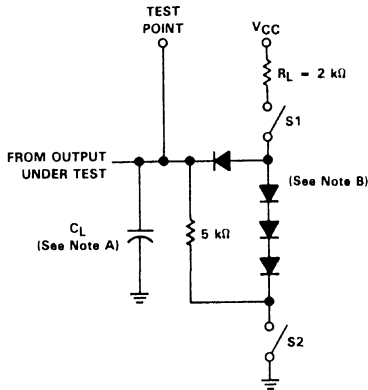 TEST
POINT
VCC
RL = 2 kΩ
S1
FROM OUTPUT
UNDER TEST
(See Note B)
CL
(See Note A)
5 kΩ
S2